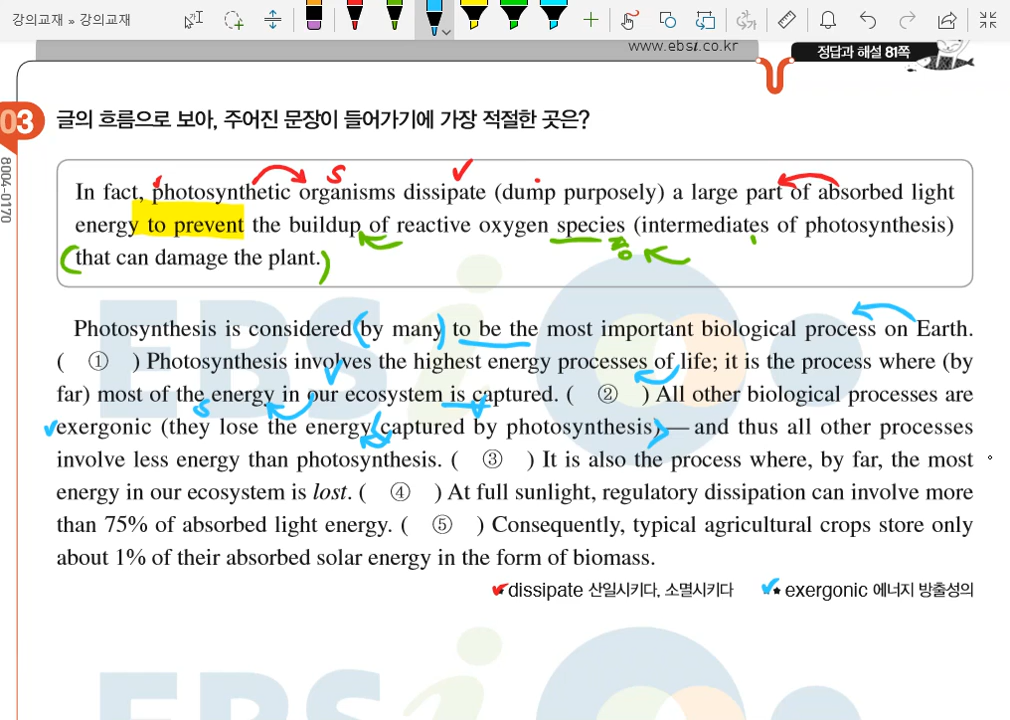 강의교재 » 강의교재
www.ebsi.co.kr
정답과 해설 81쪽
03
글의 흐름으로 보아, 주어진 문장이 들어가기에 가장 적절한 곳은?
8004-0170
S
In fact, photosynthetic organisms dissipate (dump purposely) a large part of absorbed light
energy to prevent the buildup of reactive oxygen species (intermediates of photosynthesis)
종
(that can damage the plant.)
Photosynthesis is considered (by many) to be the most important biological process on Earth.
( ① ) Photosynthesis involves the highest energy processes of life; it is the process where (by
far) most of the energy in our ecosystem is captured. ( ② ) All other biological processes are
S
exergonic (they lose the energy captured by photosynthesis)—and thus all other processes
involve less energy than photosynthesis. ( ③ ) It is also the process where, by far, the most
energy in our ecosystem is lost. ( ④ ) At full sunlight, regulatory dissipation can involve more
than 75% of absorbed light energy. ( ⑤ ) Consequently, typical agricultural crops store only
about 1% of their absorbed solar energy in the form of biomass.
*dissipate 산일시키다, 소멸시키다 **exergonic 에너지 방출성의
EBSi
EBSi